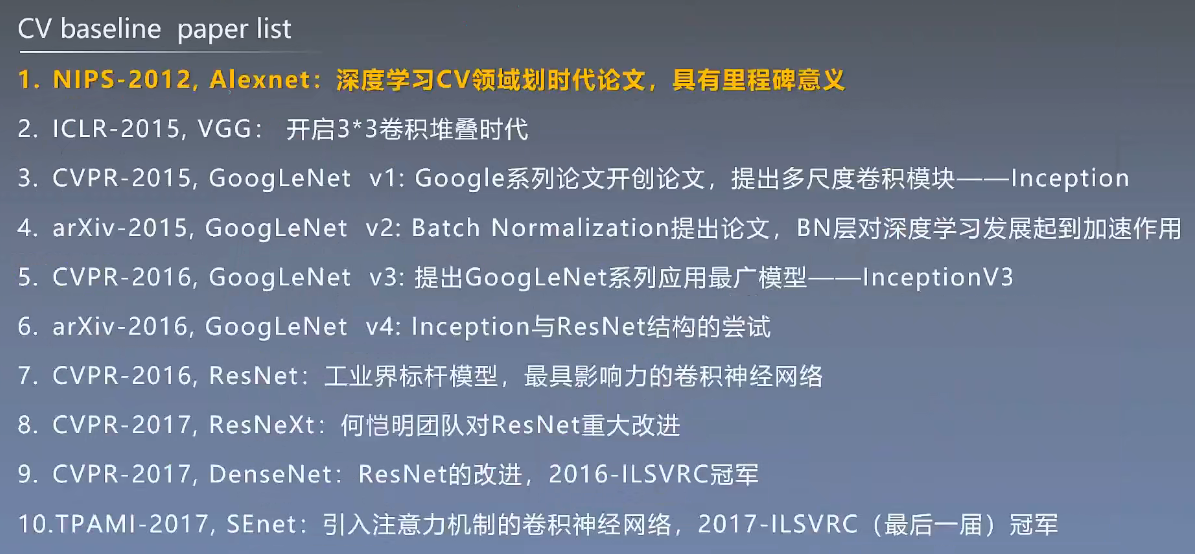 CV baseline paper list
1. NIPS-2012, Alexnet：深度学习CV领域划时代论文，具有里程碑意义
2. ICLR-2015, VGG： 开启3*3卷积堆叠时代
3. CVPR-2015, GoogLeNet v1: Google系列论文开创论文，提出多尺度卷积模块——Inception
4. arXiv-2015, GoogLeNet v2: Batch Normalization提出论文，BN层对深度学习发展起到加速作用
5. CVPR-2016, GoogLeNet v3: 提出GoogLeNet系列应用最广模型——InceptionV3
6. arXiv-2016, GoogLeNet v4: Inception与ResNet结构的尝试
7. CVPR-2016, ResNet：工业界标杆模型，最具影响力的卷积神经网络
8. CVPR-2017, ResNeXt：何恺明团队对ResNet重大改进
9. CVPR-2017, DenseNet：ResNet的改进，2016-ILSVRC冠军
10.TPAMI-2017, SEnet：引入注意力机制的卷积神经网络，2017-ILSVRC（最后一届）冠军